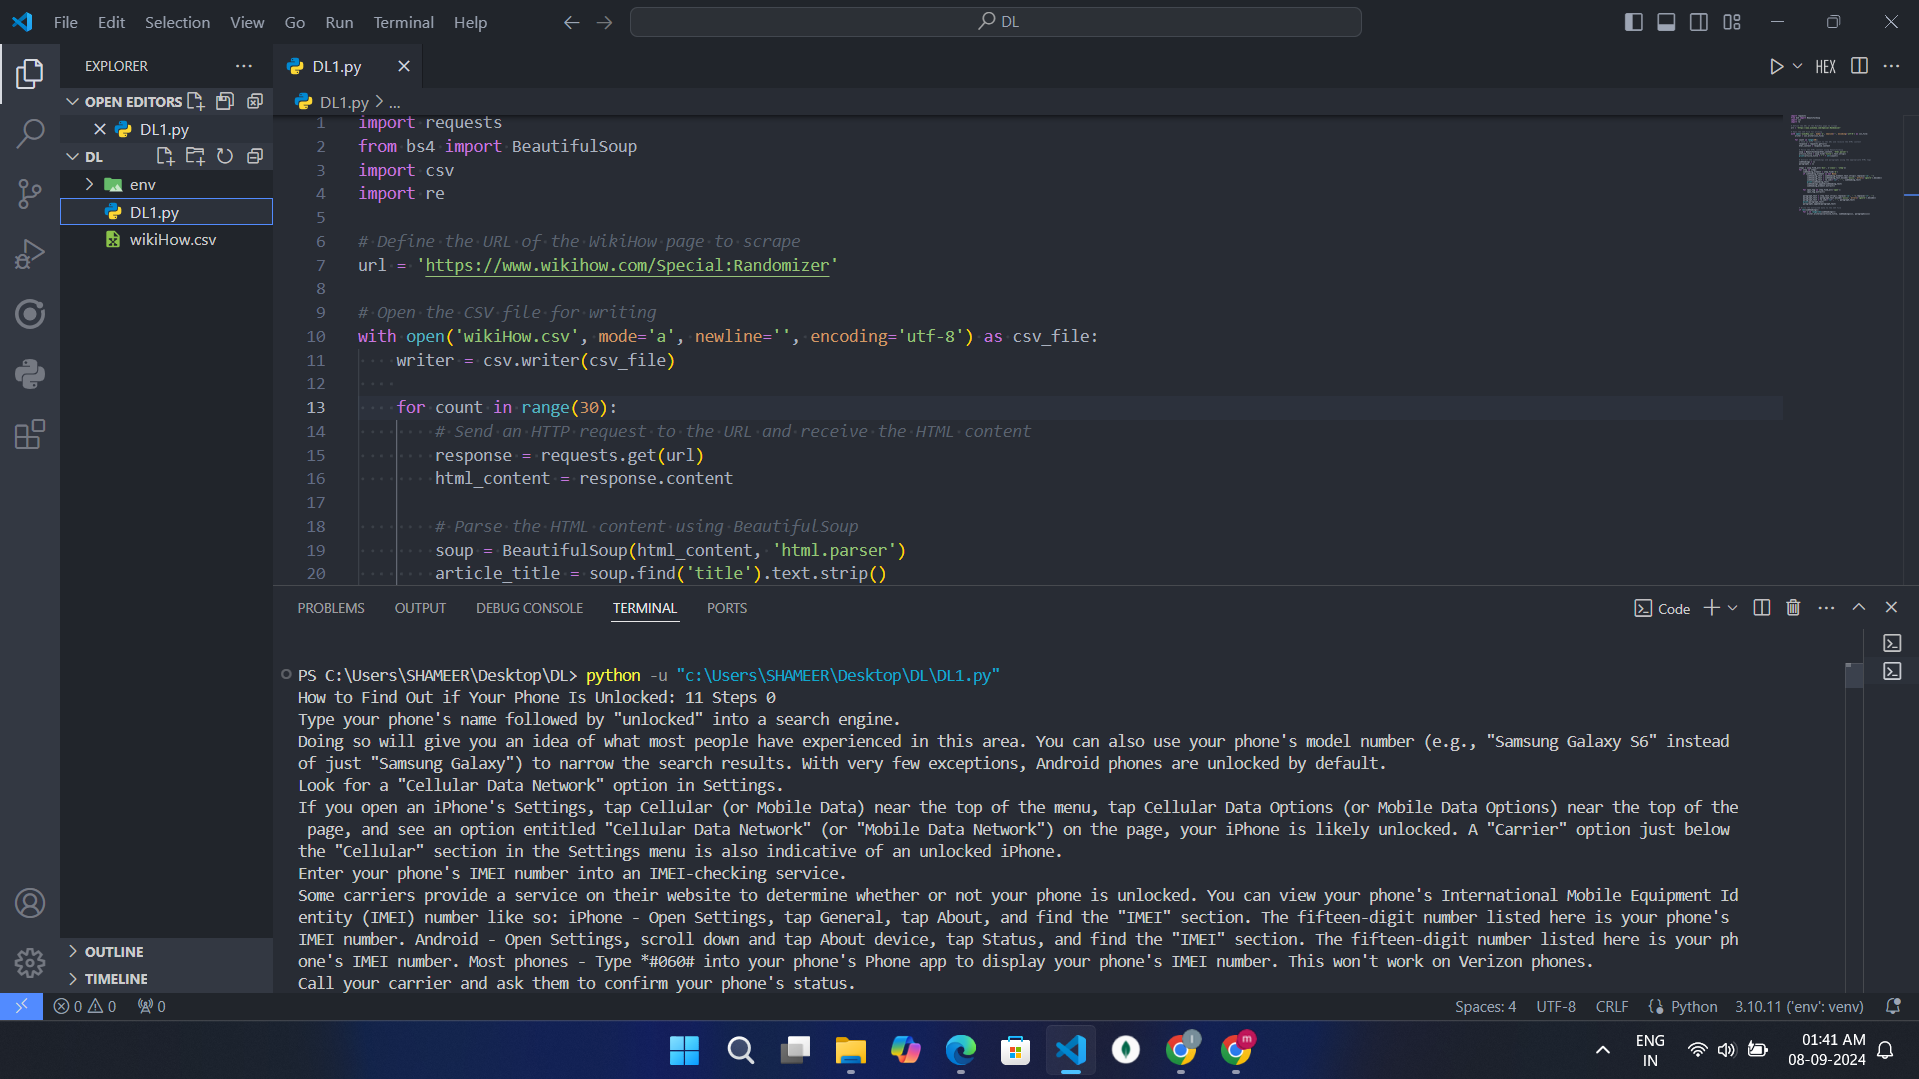 File Edit Selection View Go Run Terminal Help
DL
EXPLORER
OPEN EDITORS
DL1.py
DL
env
DL1.py
wikiHow.csv
OUTLINE
TIMELINE
DL1.py
HEX
DL1.py > ...
1 import requests
2 from bs4 import BeautifulSoup
3 import csv
4 import re
5
6 # Define the URL of the WikiHow page to scrape
7 url = 'https://www.wikihow.com/Special:Randomizer'
8
9 # Open the CSV file for writing
10 with open('wikiHow.csv', mode='a', newline='', encoding='utf-8') as csv_file:
11 writer = csv.writer(csv_file)
12
13 for count in range(30):
14 # Send an HTTP request to the URL and receive the HTML content
15 response = requests.get(url)
16 html_content = response.content
17
18 # Parse the HTML content using BeautifulSoup
19 soup = BeautifulSoup(html_content, 'html.parser')
20 article_title = soup.find('title').text.strip()
PROBLEMS OUTPUT DEBUG CONSOLE TERMINAL PORTS
Code
PS C:\Users\SHAMEER\Desktop\DL> python -u "c:\Users\SHAMEER\Desktop\DL\DL1.py"
How to Find Out if Your Phone Is Unlocked: 11 Steps 0
Type your phone's name followed by "unlocked" into a search engine.
Doing so will give you an idea of what most people have experienced in this area. You can also use your phone's model number (e.g., "Samsung Galaxy S6" instead
of just "Samsung Galaxy") to narrow the search results. With very few exceptions, Android phones are unlocked by default.
Look for a "Cellular Data Network" option in Settings.
If you open an iPhone's Settings, tap Cellular (or Mobile Data) near the top of the menu, tap Cellular Data Options (or Mobile Data Options) near the top of the
page, and see an option entitled "Cellular Data Network" (or "Mobile Data Network") on the page, your iPhone is likely unlocked. A "Carrier" option just below
the "Cellular" section in the Settings menu is also indicative of an unlocked iPhone.
Enter your phone's IMEI number into an IMEI-checking service.
Some carriers provide a service on their website to determine whether or not your phone is unlocked. You can view your phone's International Mobile Equipment Id
entity (IMEI) number like so: iPhone - Open Settings, tap General, tap About, and find the "IMEI" section. The fifteen-digit number listed here is your phone's
IMEI number. Android - Open Settings, scroll down and tap About device, tap Status, and find the "IMEI" section. The fifteen-digit number listed here is your ph
one's IMEI number. Most phones - Type *#060# into your phone's Phone app to display your phone's IMEI number. This won't work on Verizon phones.
Call your carrier and ask them to confirm your phone's status.
0 0 0
Spaces: 4 UTF-8 CRLF Python 3.10.11 ('env': venv)
m
ENG
IN
01:41 AM
08-09-2024